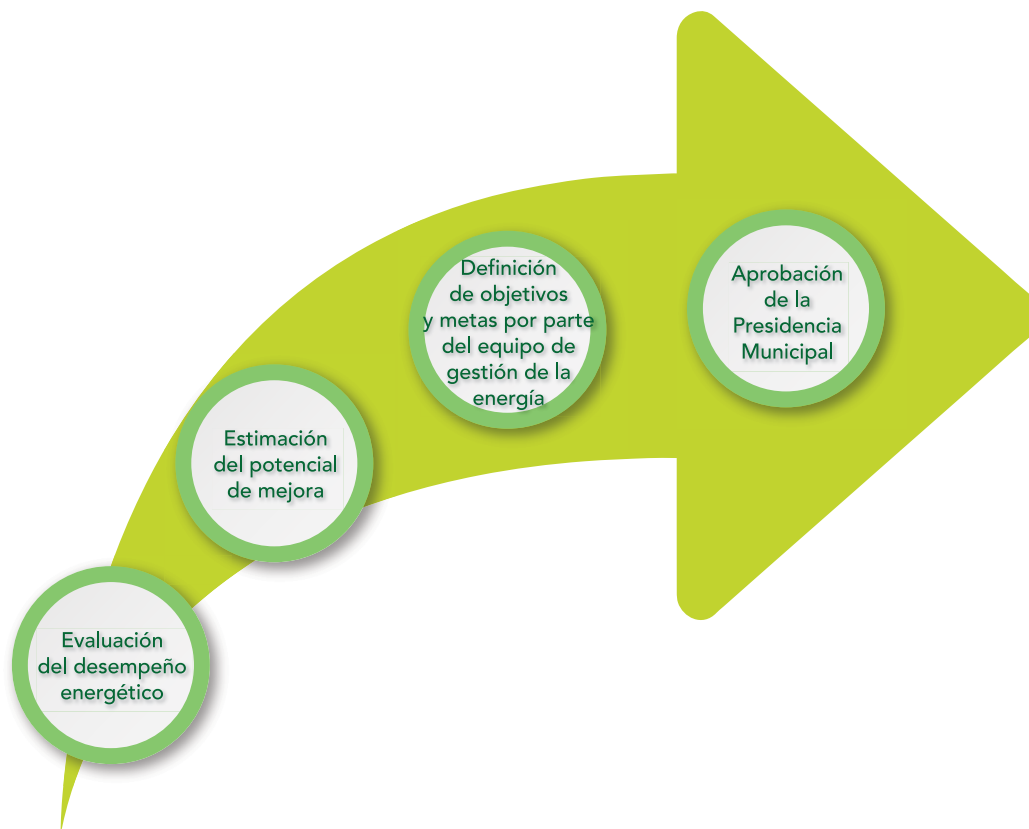 Evaluación
del desempeño
energético
Estimación
del potencial
de mejora
Definición
de objetivos
y metas por parte
del equipo de
gestión de la
energía
Aprobación
de la
Presidencia
Municipal